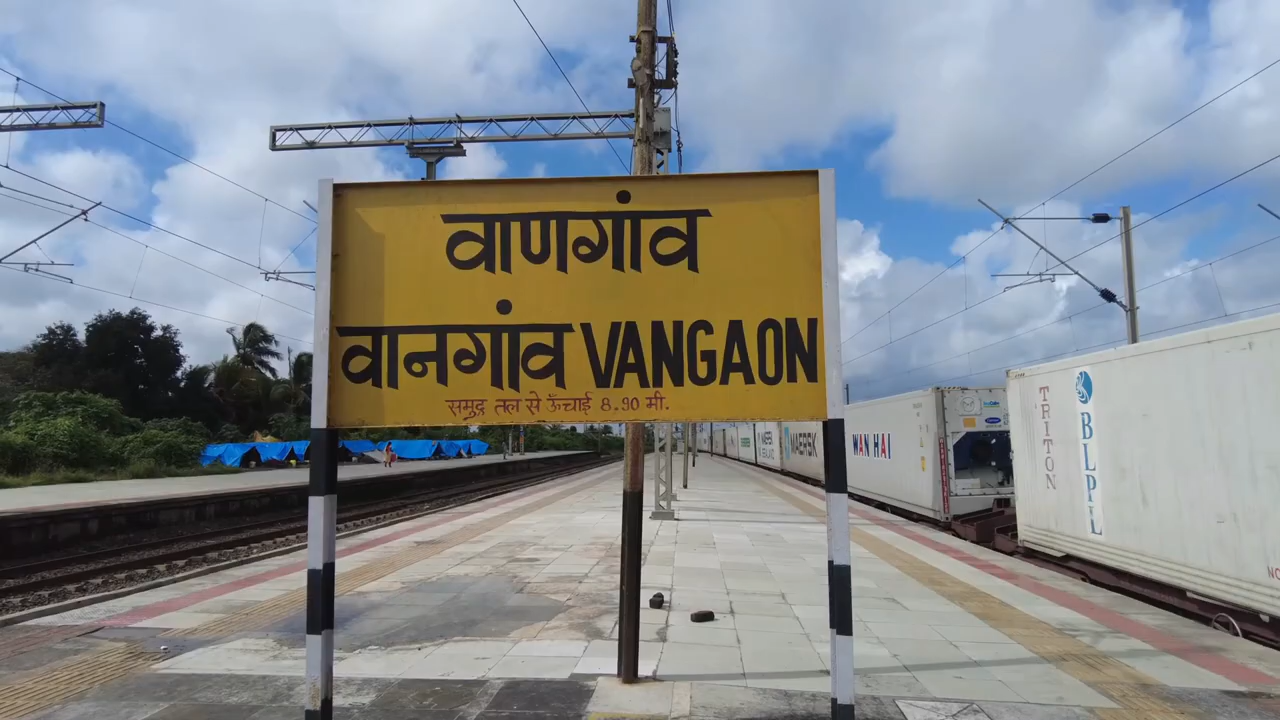 वाणगांव
वानगांव VANGAON
समुद्र तल से ऊँचाई 8.90 मी.
MAERSK
WAN HAI
TRITON
BLPL